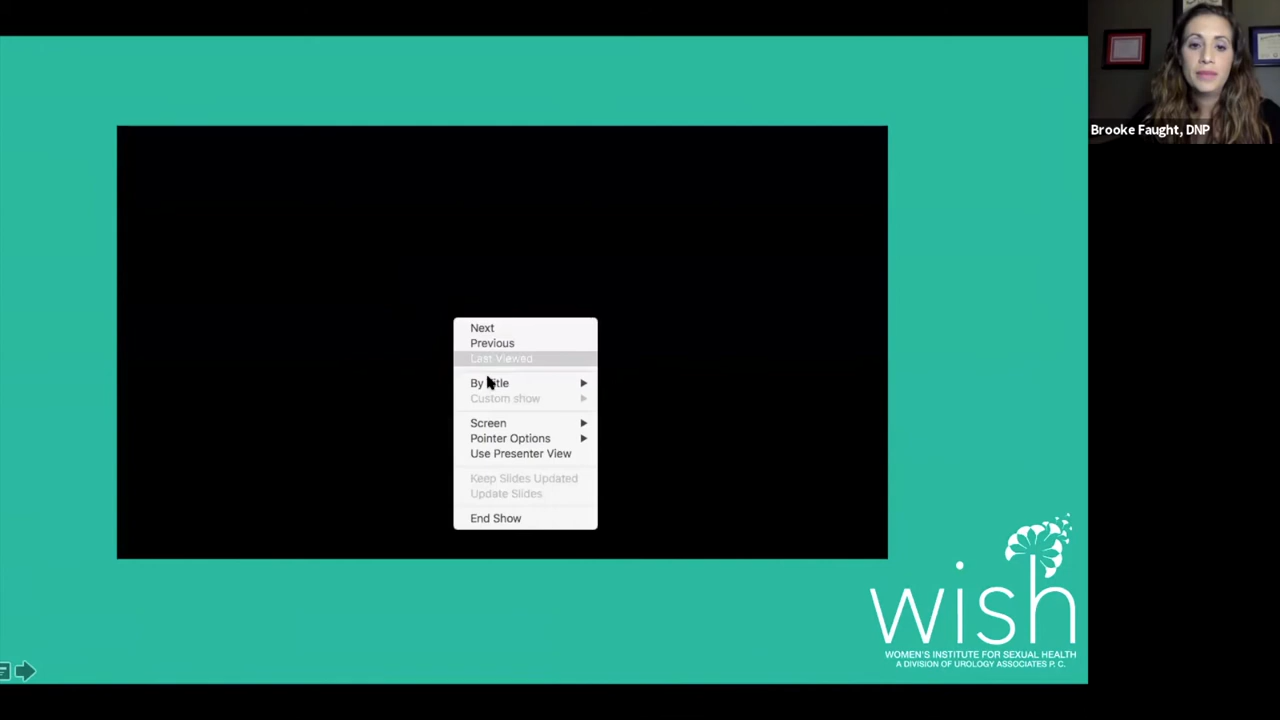 Brooke Faught, DNP
Next
Previous
Last Viewed
By Title
Custom show
Screen
Pointer Options
Use Presenter View
Keep Slides Updated
Update Slides
End Show
wish
WOMEN'S INSTITUTE FOR SEXUAL HEALTH
A DIVISION OF UROLOGY ASSOCIATES P. C.